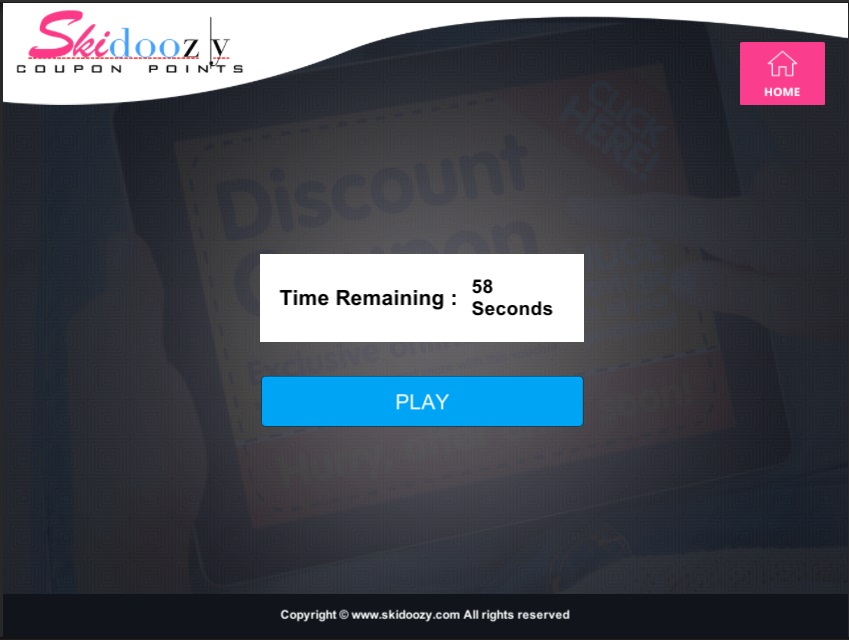 Skidoozy
COUPON POINTS
HOME
CLICK
HERE!
Discount
Coupon
Time Remaining :
58
Seconds
Exclusive onli
PLAY
Copyright © www.skidoozy.com All rights reserved